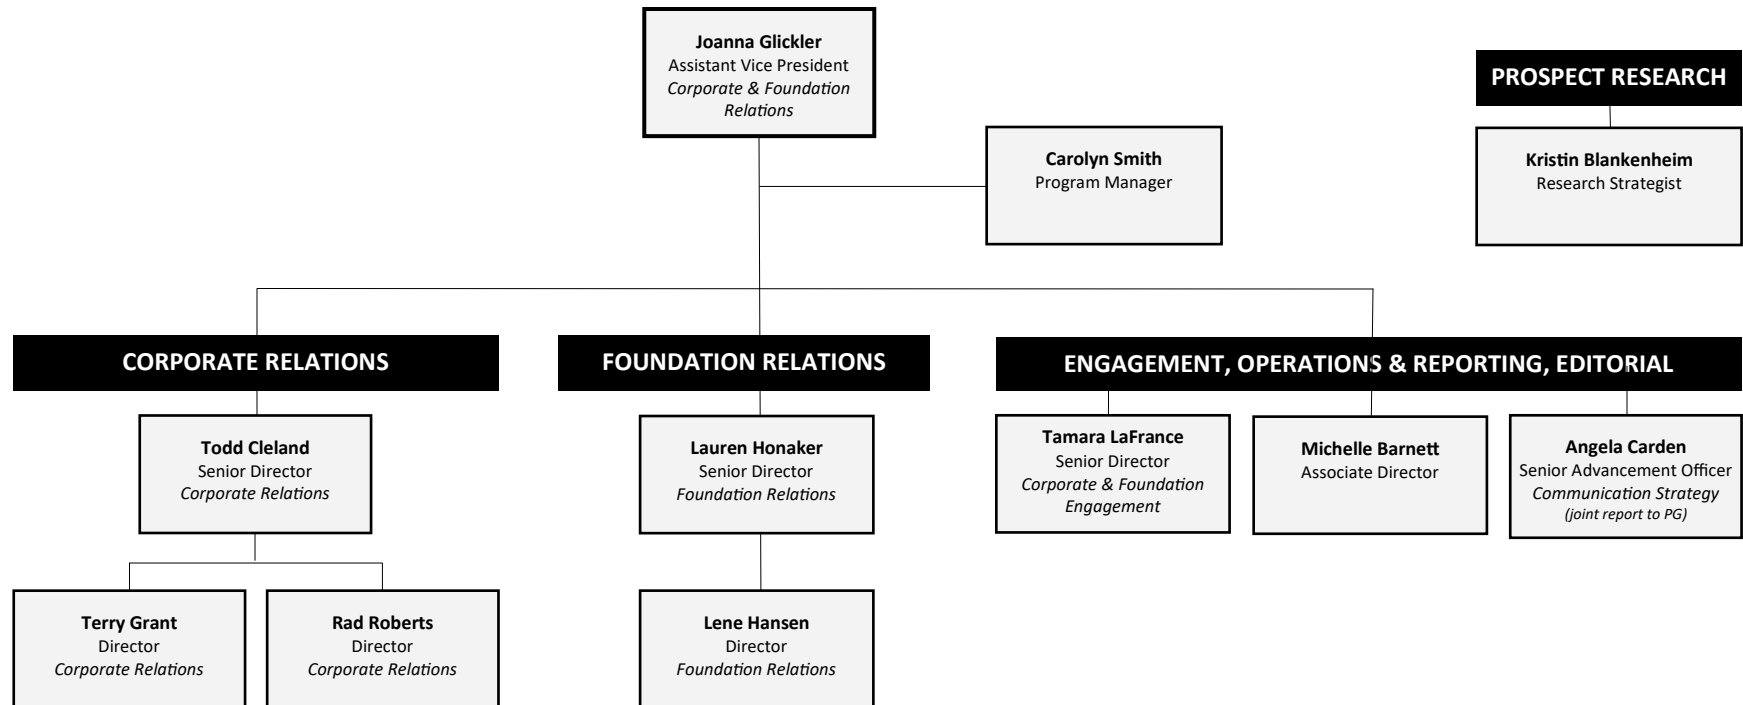 Joanna Glickler
Assistant Vice President
Corporate & Foundation
Relations
PROSPECT RESEARCH
Carolyn Smith
Program Manager
Kristin Blankenheim
Research Strategist
CORPORATE RELATIONS
FOUNDATION RELATIONS
ENGAGEMENT, OPERATIONS & REPORTING, EDITORIAL
Todd Cleland
Senior Director
Corporate Relations
Lauren Honaker
Senior Director
Foundation Relations
Tamara LaFrance
Senior Director
Corporate & Foundation
Engagement
Michelle Barnett
Associate Director
Angela Carden
Senior Advancement Officer
Communication Strategy
(joint report to PG)
Terry Grant
Director
Corporate Relations
Rad Roberts
Director
Corporate Relations
Lene Hansen
Director
Foundation Relations